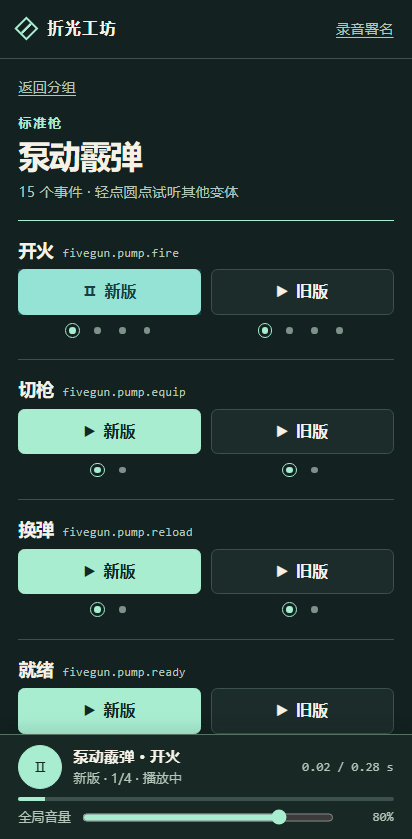 折光工坊
录音署名
返回分组
标准枪
泵动霰弹
15 个事件 · 轻点圆点试听其他变体
开火 fivegun.pump.fire
新版
旧版
切枪 fivegun.pump.equip
新版
旧版
换弹 fivegun.pump.reload
新版
旧版
就绪 fivegun.pump.ready
新版
旧版
泵动霰弹 · 开火
新版 · 1/4 · 播放中
0.02 / 0.28 s
全局音量
80%